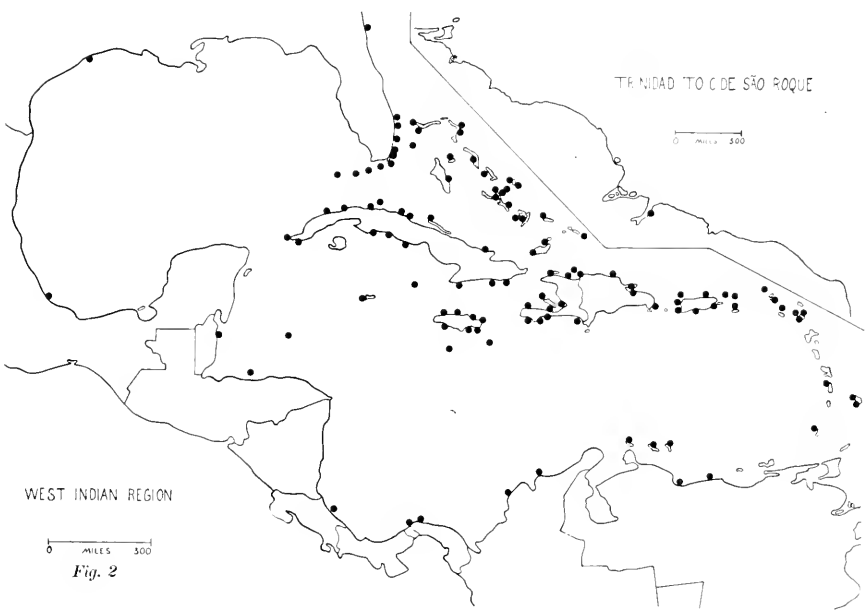 TRINIDAD TO C DE SÃO ROQUE
0 MILES 300
WEST INDIAN REGION
0 MILES 300
Fig. 2